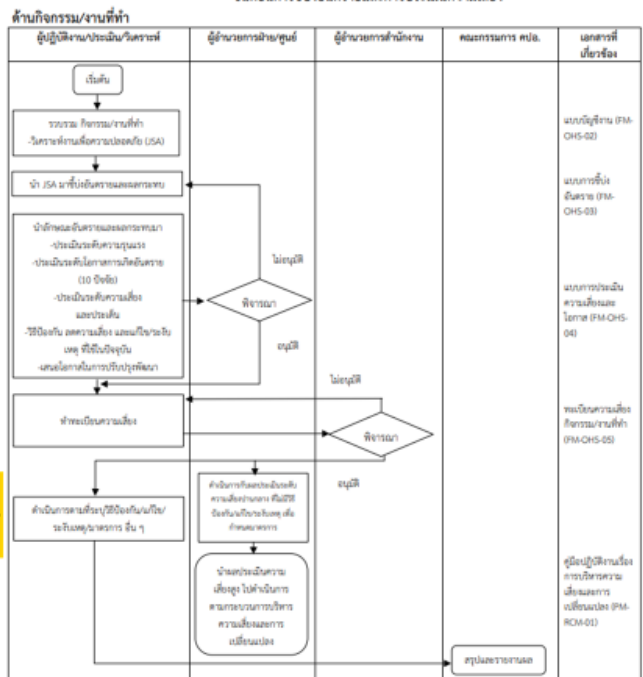 ด้านกิจกรรม/งานที่ทำ
ผู้ปฏิบัติงาน/ประเมิน/วิเคราะห์
ผู้อำนวยการฝ่าย/ศูนย์
ผู้อำนวยการสำนักงาน
คณะกรรมการ คปอ.
เอกสารที่
เกี่ยวข้อง
เริ่มต้น
รวบรวม กิจกรรม/งานที่ทำ
-วิเคราะห์งานเพื่อความปลอดภัย (JSA)
แบบบัญชีงาน (FM-
OHS-02)
นำ JSA มาชี้บ่งอันตรายและผลกระทบ
แบบการชี้บ่ง
อันตราย (FM-
OHS-03)
นำลักษณะอันตรายและผลกระทบมา
-ประเมินระดับความรุนแรง
-ประเมินระดับโอกาสการเกิดอันตราย
(10 ปัจจัย)
-ประเมินระดับความเสี่ยง
และประเด็น
-วิธีป้องกัน ลดความเสี่ยง และแก้ไข/ระงับ
เหตุ ที่ใช้ในปัจจุบัน
-เสนอโอกาสในการปรับปรุงพัฒนา
ไม่อนุมัติ
พิจารณา
อนุมัติ
แบบการประเมิน
ความเสี่ยงและ
โอกาส (FM-OHS-
04)
ไม่อนุมัติ
ทำทะเบียนความเสี่ยง
พิจารณา
อนุมัติ
ทะเบียนความเสี่ยง
กิจกรรม/งานที่ทำ
(FM-OHS-05)
ดำเนินการตามที่ระบุวิธีป้องกัน/แก้ไข/
ระงับเหตุ/มาตรการ อื่น ๆ
ดำเนินการกับผลประเมินระดับ
ความเสี่ยงปานกลาง ที่ไม่มีวิธี
ป้องกัน/แก้ไข/ระงับเหตุ เพื่อ
กำหนดมาตรการ
นำผลประเมินความ
เสี่ยงสูง ไปดำเนินการ
ตามกระบวนการบริหาร
ความเสี่ยงและการ
เปลี่ยนแปลง
คู่มือปฏิบัติงานเรื่อง
การบริหารความ
เสี่ยงและการ
เปลี่ยนแปลง (PM-
RCM-01)
สรุปและรายงานผล